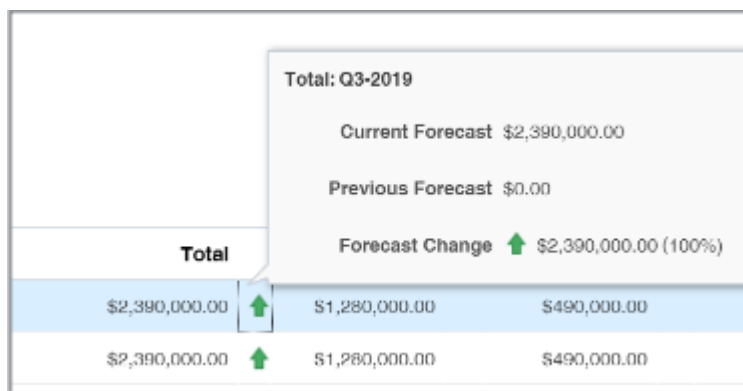 Total: Q3-2019
Current Forecast $2,390,000.00
Previous Forecast $0.00
Forecast Change $2,390,000.00 (100%)
Total
$2,390,000.00 $1,280,000.00 $490,000.00
$2,390,000.00 $1,280,000.00 $490,000.00